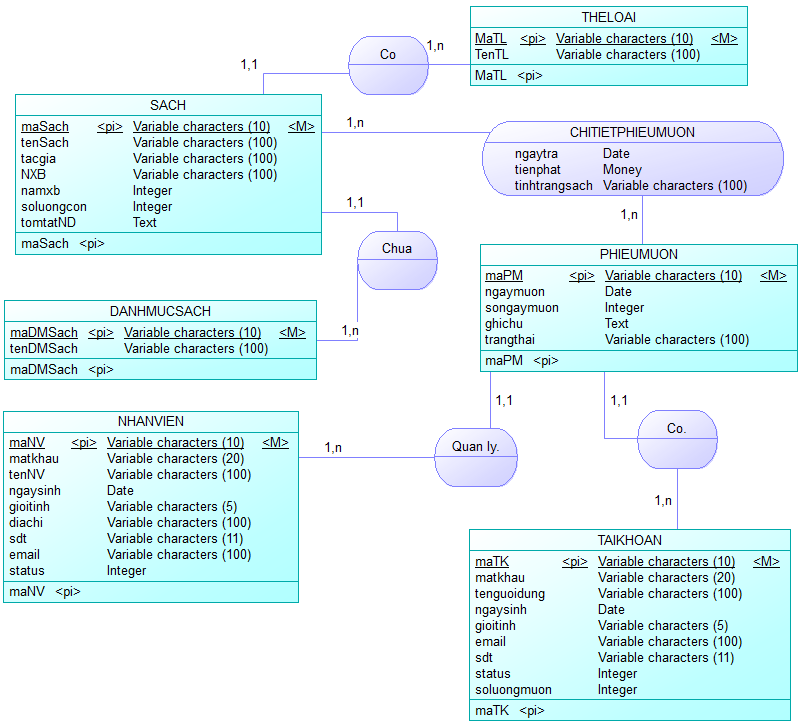 THELOAI
MaTL <pi> Variable characters (10) <M>
TenTL Variable characters (100)
MaTL <pi>
Co
1,n
1,1
SACH
maSach <pi> Variable characters (10) <M>
tenSach Variable characters (100)
tacgia Variable characters (100)
NXB Variable characters (100)
namxb Integer
soluongcon Integer
tomtatND Text
maSach <pi>
1,n
CHITIETPHIEUMUON
ngaytra Date
tienphat Money
tinhtrangsach Variable characters (100)
1,n
1,1
Chua
1,n
PHIEUMUON
maPM <pi> Variable characters (10) <M>
ngaymuon Date
songaymuon Integer
ghichu Text
trangthai Variable characters (100)
maPM <pi>
DANHMUCSACH
maDMSach <pi> Variable characters (10) <M>
tenDMSach Variable characters (100)
maDMSach <pi>
1,1
1,1
NHANVIEN
maNV <pi> Variable characters (10) <M>
matkhau Variable characters (20)
tenNV Variable characters (100)
ngaysinh Date
gioitinh Variable characters (5)
diachi Variable characters (100)
sdt Variable characters (11)
email Variable characters (100)
status Integer
maNV <pi>
1,n
Quan ly.
Co.
1,n
TAIKHOAN
maTK <pi> Variable characters (10) <M>
matkhau Variable characters (20)
tenguoidung Variable characters (100)
ngaysinh Date
gioitinh Variable characters (5)
email Variable characters (100)
sdt Variable characters (11)
status Integer
soluongmuon Integer
maTK <pi>